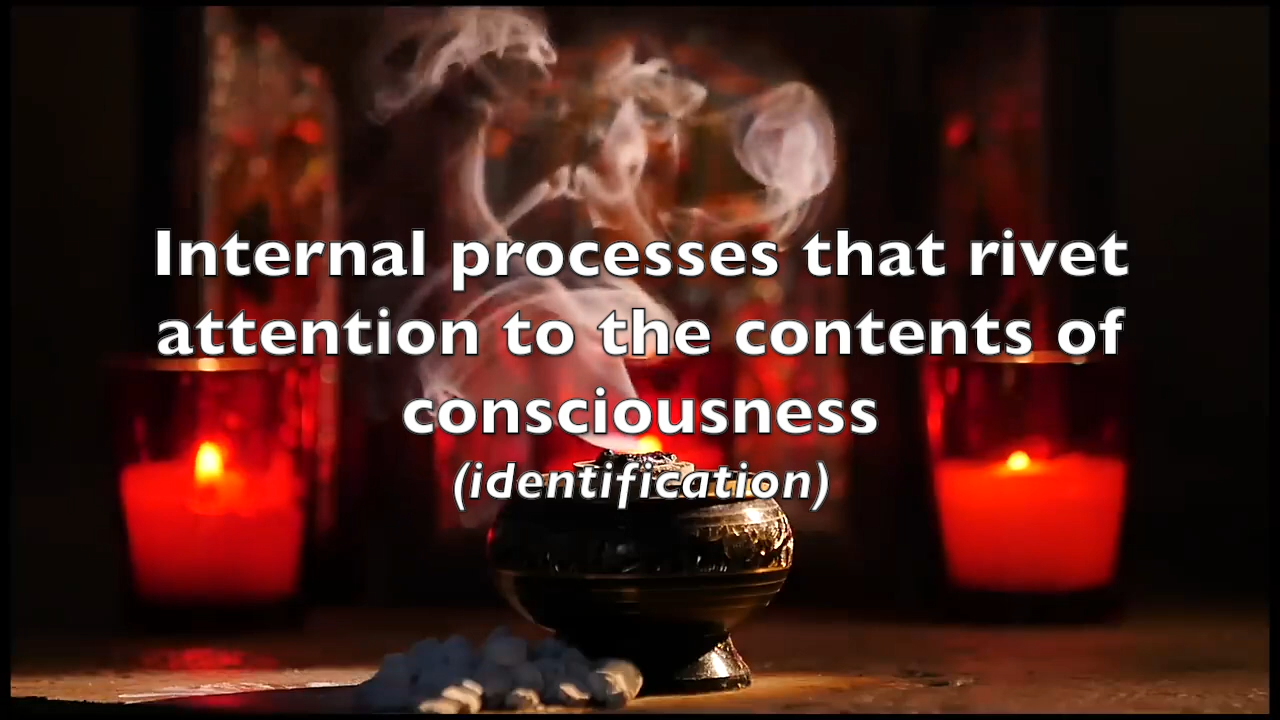 Internal processes that rivet
attention to the contents of
consciousness
(identification)